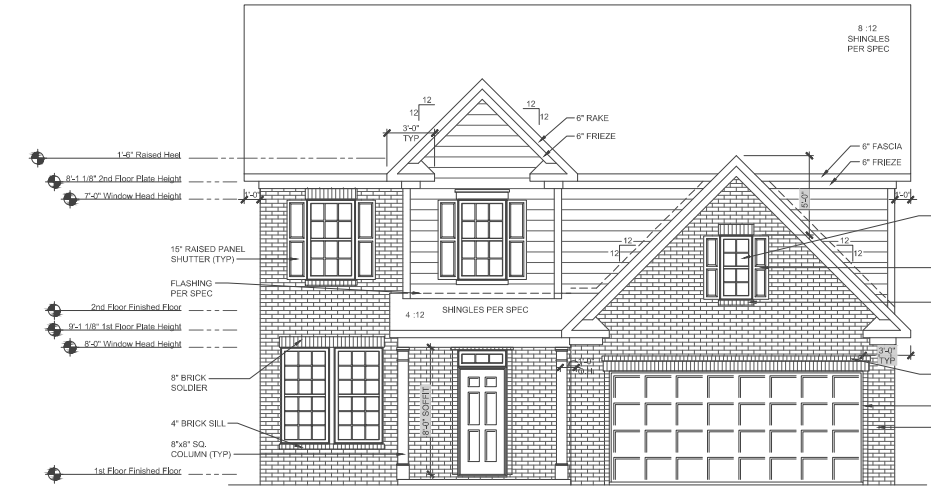 8 :12
SHINGLES
PER SPEC
12
12
12
12
3'-0"
TYP
6" RAKE
6" FRIEZE
6" FASCIA
6" FRIEZE
1'-6" Raised Heel
8'-1 1/8" 2nd Floor Plate Height
7'-0" Window Head Height
1'-0"
1'-0"
5'-0"
15" RAISED PANEL
SHUTTER (TYP)
12
12
12
12
FLASHING
PER SPEC
2nd Floor Finished Floor
4 :12
SHINGLES PER SPEC
9'-1 1/8" 1st Floor Plate Height
8'-0" Window Head Height
3'-0"
TYP
8" BRICK
SOLDIER
8'-0" SOFFIT
4" BRICK SILL
8"x8" SQ.
COLUMN (TYP)
1st Floor Finished Floor